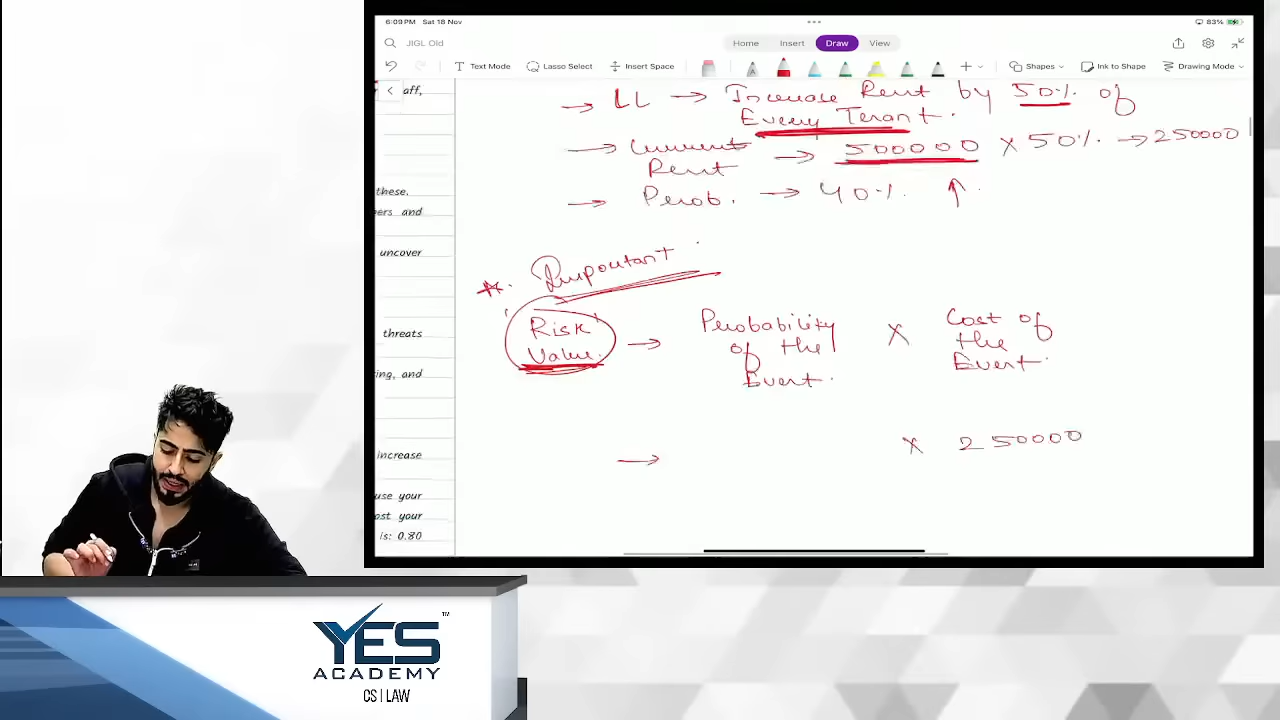 6:09 PM Sat 18 Nov
83%
JIGL Old
Home Insert Draw View
Text Mode Lasso Select Insert Space Shapes Ink to Shape Drawing Mode
aff,
→ LL → Increase Rent by 50% of
Every Tenant.
→ Current Rent → 500000 × 50% → 250000
→ Prob. → 40% ↑
these.
ers and
uncover
threats
ing, and
increase
use your
ost your
is: 0.80
Important
Risk Value → Probability of the Event × Cost of the Event.
→ × 250000
YES™
ACADEMY
CS | LAW